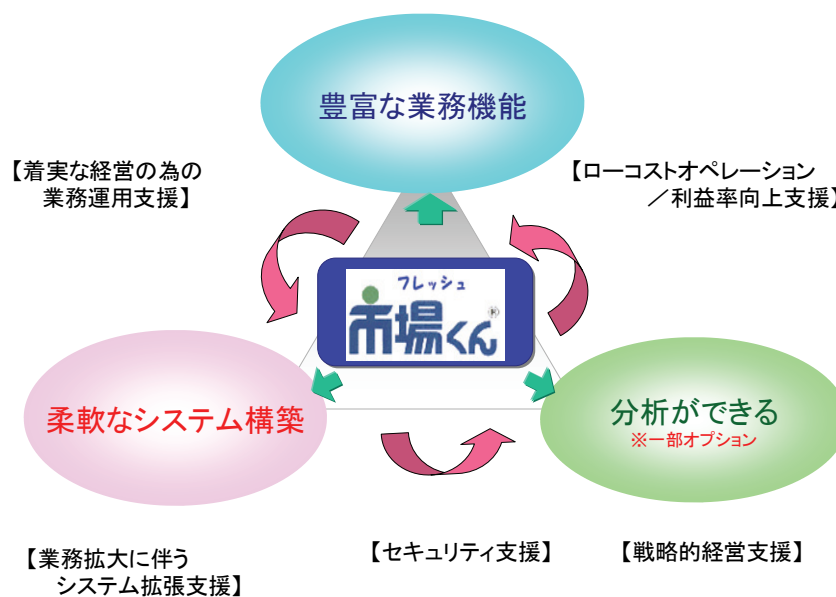 豊富な業務機能
【着実な経営の為の
業務運用支援】
【ローコストオペレーション
／利益率向上支援】
フレッシュ
市場くん®
柔軟なシステム構築
分析ができる
※一部オプション
【業務拡大に伴う
システム拡張支援】
【セキュリティ支援】
【戦略的経営支援】